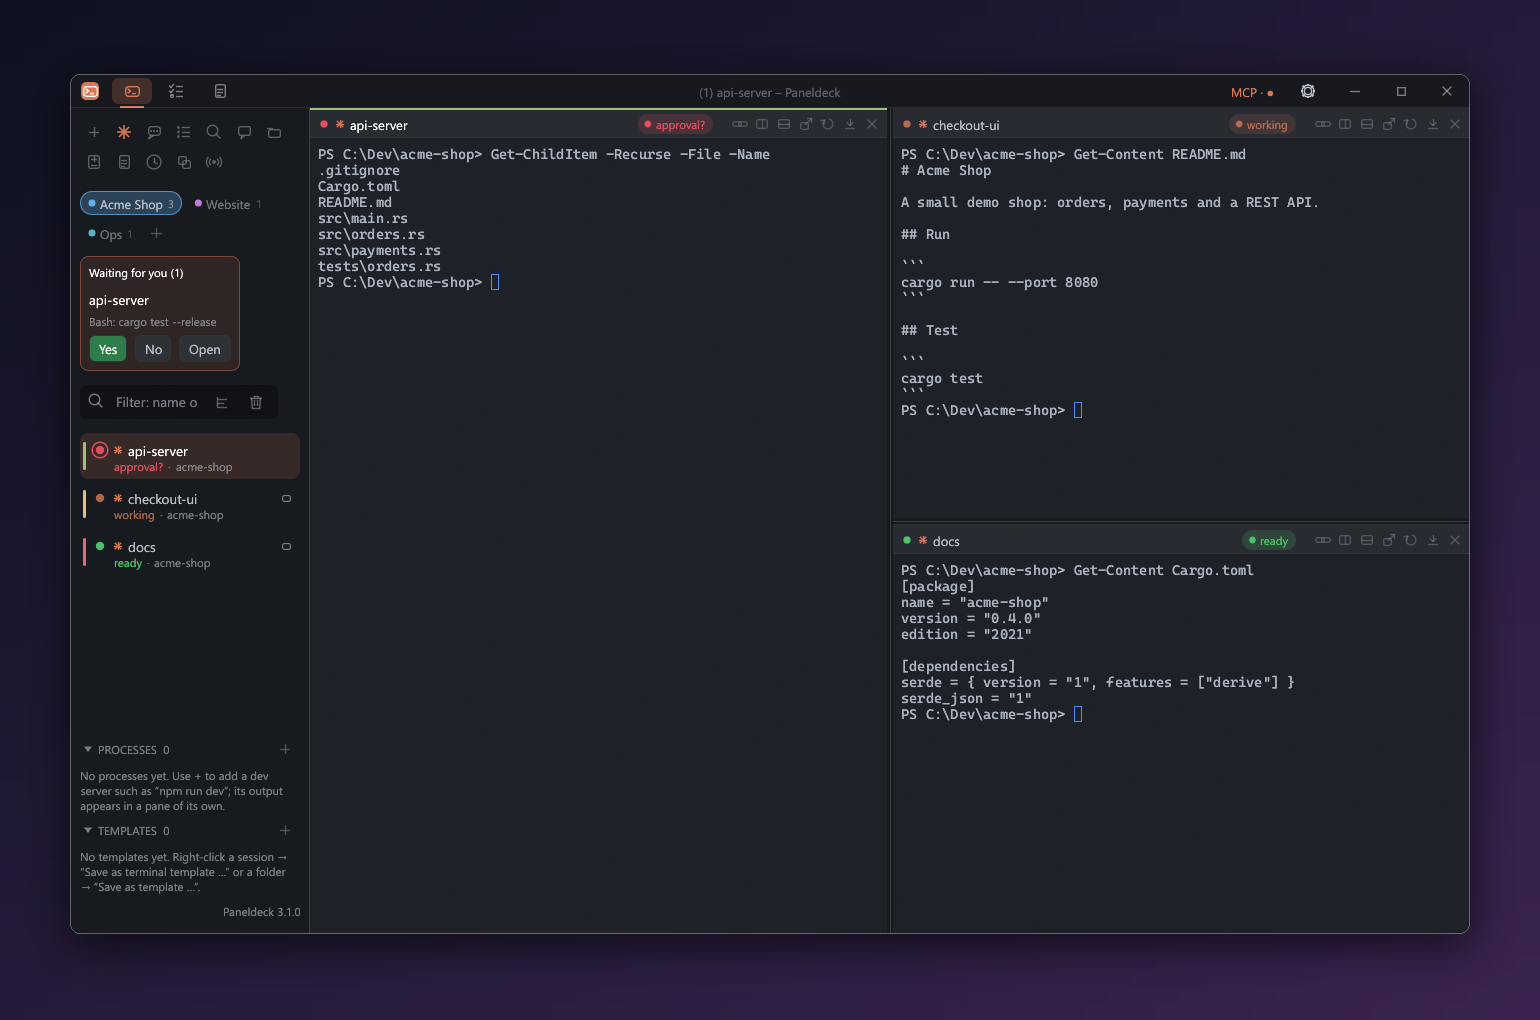 (1) api-server – Paneldeck
MCP ·
Acme Shop 3
Website 1
Ops 1
Waiting for you (1)
api-server
Bash: cargo test --release
Yes
No
Open
Filter: name o
api-server
approval? · acme-shop
checkout-ui
working · acme-shop
docs
ready · acme-shop
PROCESSES 0
No processes yet. Use + to add a dev
server such as “npm run dev”; its output
appears in a pane of its own.
TEMPLATES 0
No templates yet. Right-click a session →
“Save as terminal template …” or a folder
→ “Save as template …”.
Paneldeck 3.1.0
api-server
approval?
PS C:\Dev\acme-shop> Get-ChildItem -Recurse -File -Name
.gitignore
Cargo.toml
README.md
src\main.rs
src\orders.rs
src\payments.rs
tests\orders.rs
PS C:\Dev\acme-shop>
checkout-ui
working
PS C:\Dev\acme-shop> Get-Content README.md
# Acme Shop
A small demo shop: orders, payments and a REST API.
## Run
```
cargo run -- --port 8080
```
## Test
```
cargo test
```
PS C:\Dev\acme-shop>
docs
ready
PS C:\Dev\acme-shop> Get-Content Cargo.toml
[package]
name = "acme-shop"
version = "0.4.0"
edition = "2021"
[dependencies]
serde = { version = "1", features = ["derive"] }
serde_json = "1"
PS C:\Dev\acme-shop>